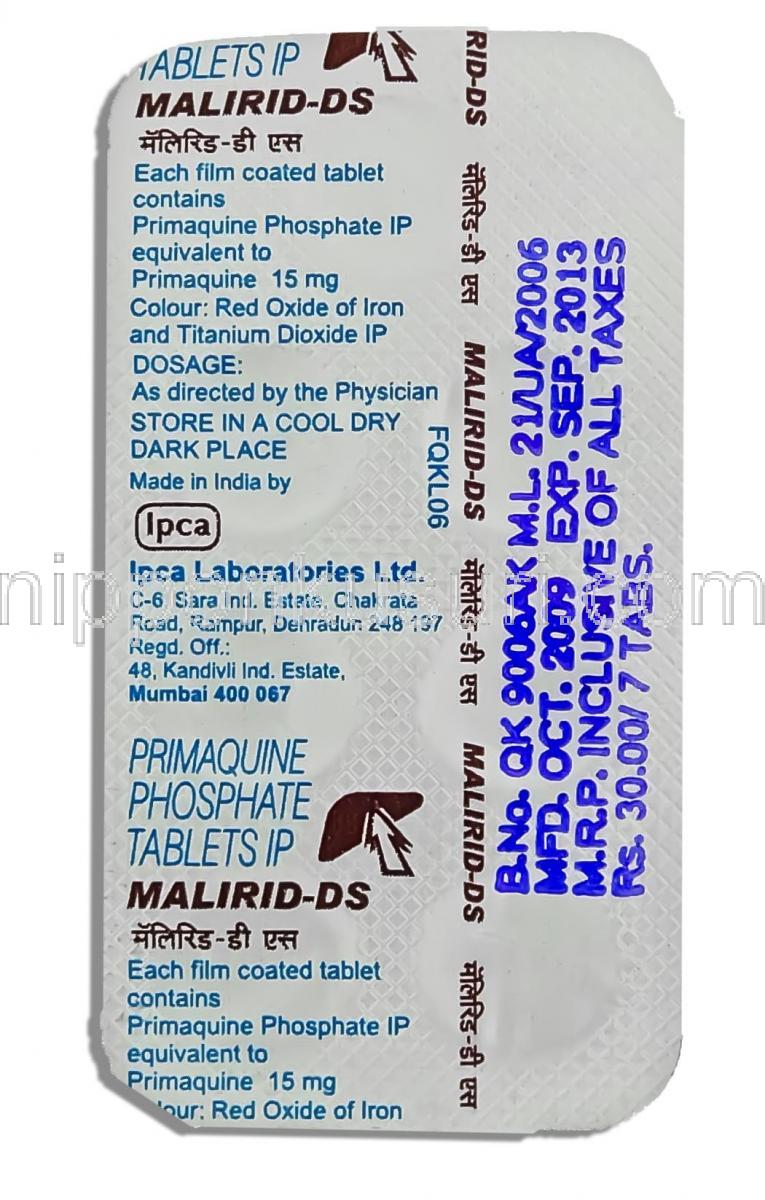 TABLETS IP
MALIRID-DS
मॅलिरिड-डी एस
Each film coated tablet
contains
Primaquine Phosphate IP
equivalent to
Primaquine 15 mg
Colour: Red Oxide of Iron
and Titanium Dioxide IP
DOSAGE:
As directed by the Physician
STORE IN A COOL DRY
DARK PLACE
Made in India by
Ipca
Ipca Laboratories Ltd.
C-6, Sara Ind. Estate, Chakrata
Road, Rampur, Dehradun 248 197
Regd. Off.:
48, Kandivli Ind. Estate,
Mumbai 400 067
PRIMAQUINE
PHOSPHATE
TABLETS IP
MALIRID-DS
मॅलिरिड-डी एस
Each film coated tablet
contains
Primaquine Phosphate IP
equivalent to
Primaquine 15 mg
our: Red Oxide of Iron
FQKL06
RID-DS मॅलिरिड-डी एस MALIRID-DS मॅलिरिड-डी एस MALIRID-DS मॅलिरिड-डी एस
B.No. QK 9006AK M.L. 21/UA/2006
MFD. OCT. 2009 EXP. SEP. 2013
M.R.P. INCLUSIVE OF ALL TAXES
Rs. 30.00/ 7 TABS.